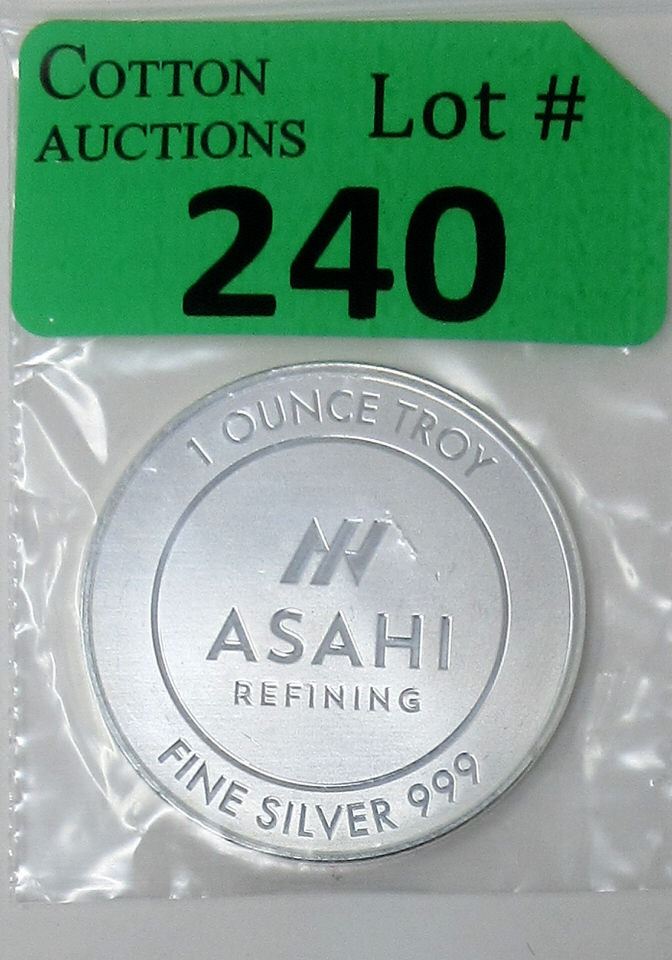 COTTON
AUCTIONS
Lot #
240
1 OUNCE TROY
ASAHI
REFINING
FINE SILVER 999